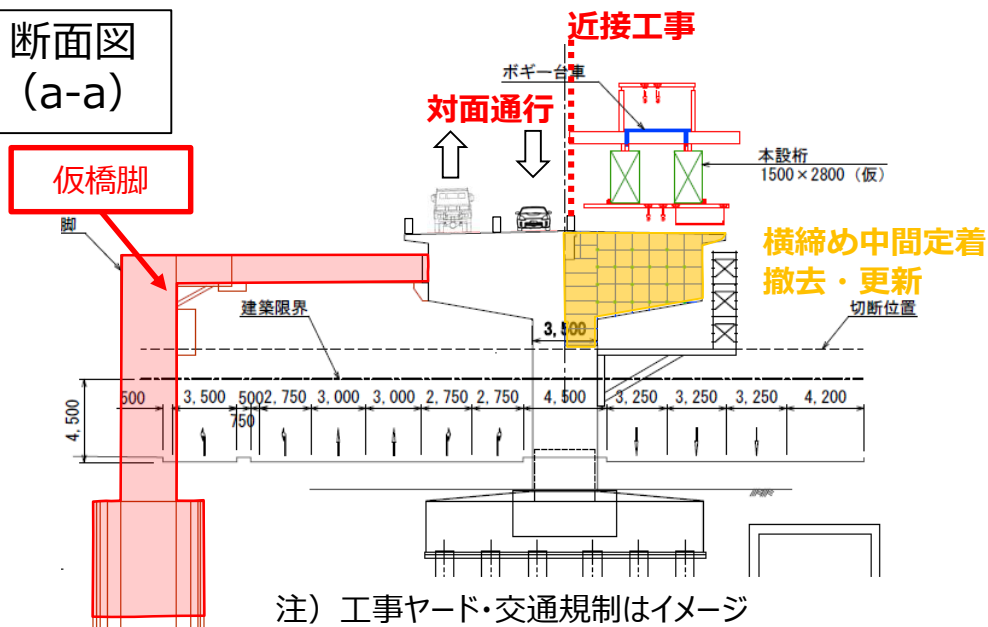 断面図
（a-a）
近接工事
ボギー台車
対面通行
仮橋脚
本設桁
1500×2800（仮）
脚
横締め中間定着
撤去・更新
建築限界
切断位置
3,500
500
3,500
500
2,750
3,000
3,000
2,750
2,750
4,500
3,250
3,250
3,250
4,200
750
4,500
注）工事ヤード・交通規制はイメージ